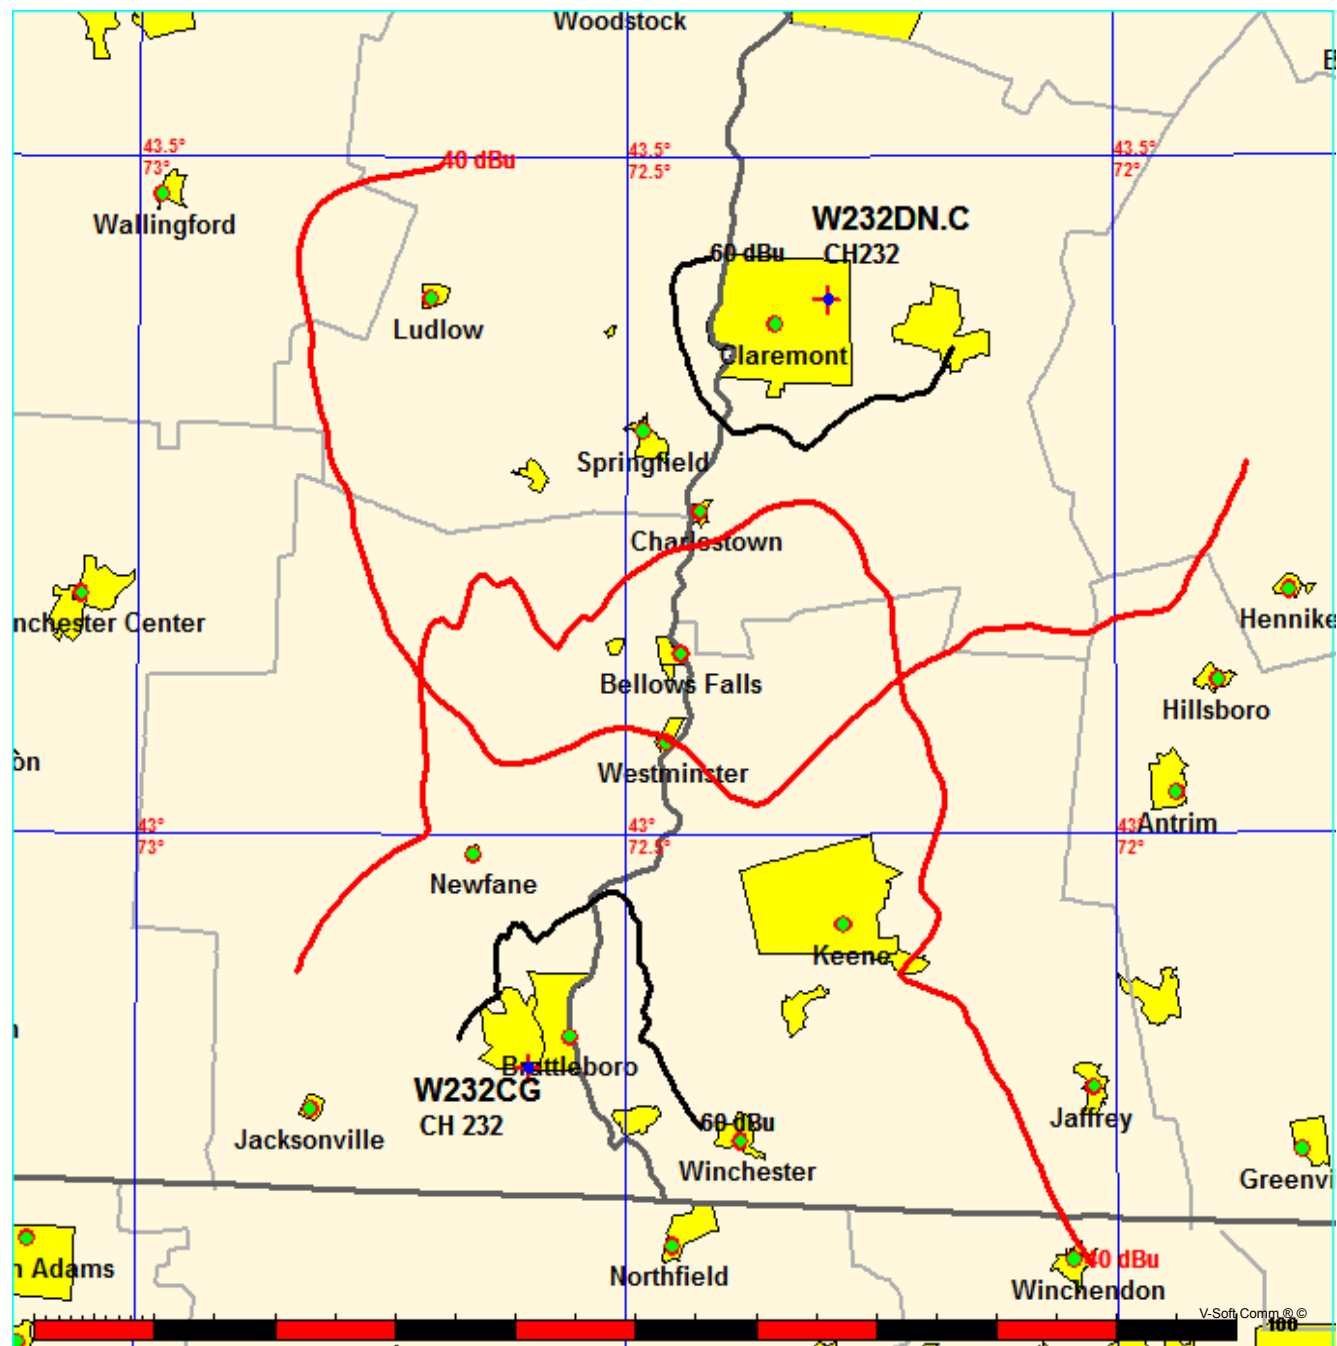 Woodstock
43.5°
73°
40 dBu
43.5°
72.5°
43.5°
72°
Wallingford
W232DN.C
60 dBu
CH232
Ludlow
Claremont
Springfield
Charlestown
nchester Center
Hennike
Bellows Falls
Hillsboro
Westminster
43°
73°
43°
72.5°
43°
72°
Antrim
Newfane
Keene
Brattleboro
W232CG
CH 232
60 dBu
Jacksonville
Jaffrey
Winchester
Greenvi
n Adams
Northfield
40 dBu
Winchendon
V-Soft Comm ® ©
100